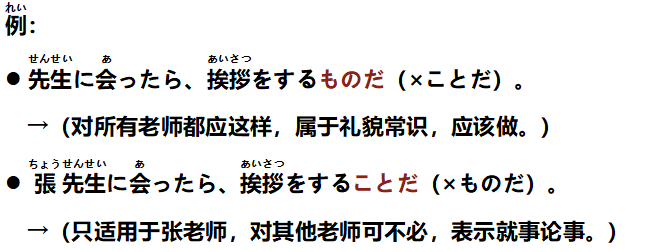 れい
例：
せんせい あ あいさつ
● 先生に会ったら、挨拶をするものだ（×ことだ）。
→（对所有老师都应这样，属于礼貌常识，应该做。）
ちょうせんせい あ あいさつ
● 張先生に会ったら、挨拶をすることだ（×ものだ）。
→（只适用于张老师，对其他老师可不必，表示就事论事。）